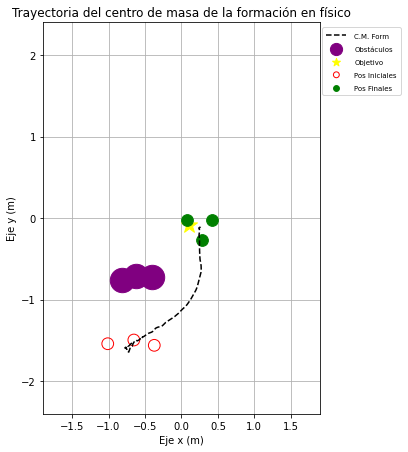 Trayectoria del centro de masa de la formación en físico
C.M. Form
Obstáculos
Objetivo
Pos Iniciales
Pos Finales
Eje y (m)
2
1
0
−1
−2
−1.5
−1.0
−0.5
0.0
0.5
1.0
1.5
Eje x (m)